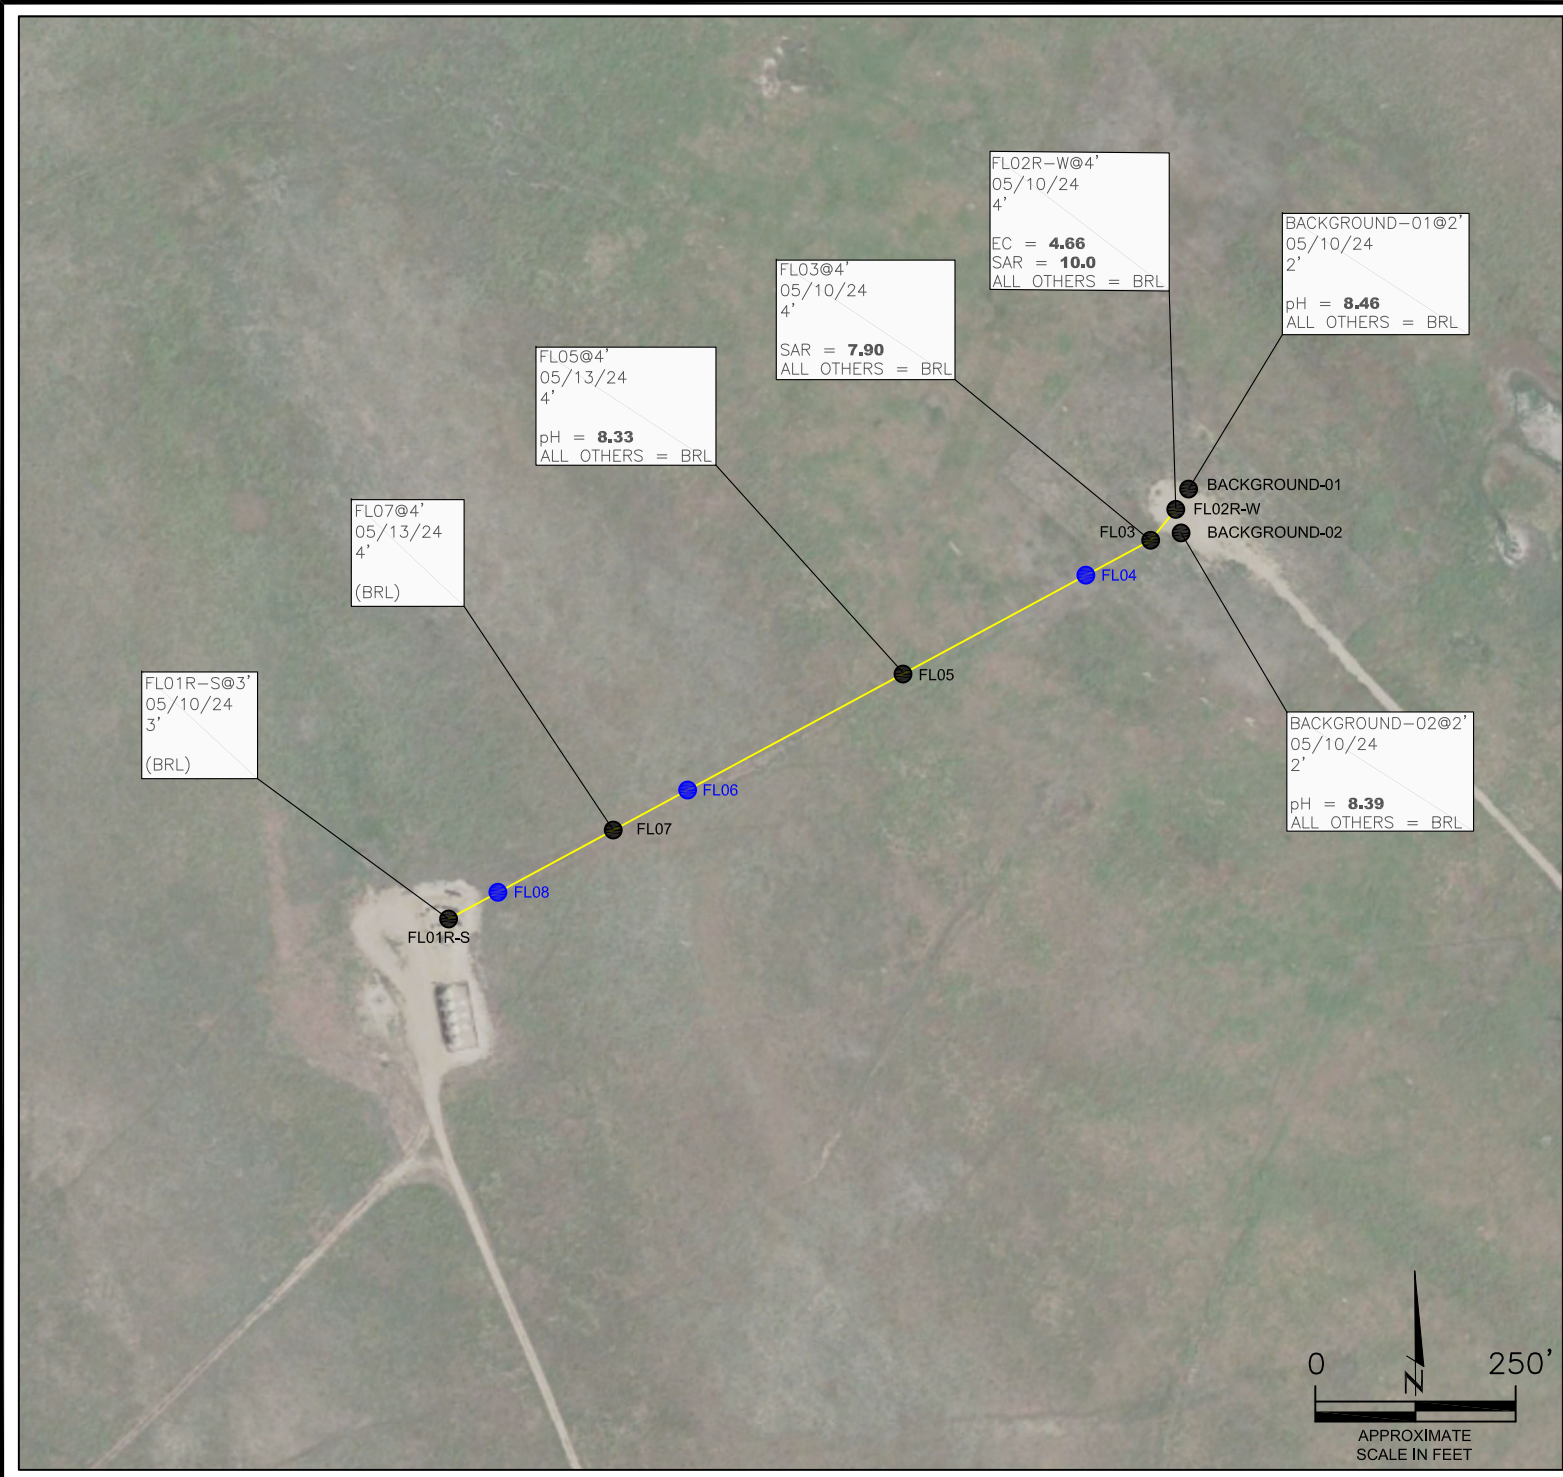 FL02R-W@4'
05/10/24
4'
EC = 4.66
SAR = 10.0
ALL OTHERS = BRL
BACKGROUND-01@2'
05/10/24
2'
pH = 8.46
ALL OTHERS = BRL
FL03@4'
05/10/24
4'
SAR = 7.90
ALL OTHERS = BRL
FL05@4'
05/13/24
4'
pH = 8.33
ALL OTHERS = BRL
FL07@4'
05/13/24
4'
(BRL)
FL01R-S@3'
05/10/24
3'
(BRL)
BACKGROUND-01
FL02R-W
BACKGROUND-02
FL03
FL04
FL05
FL06
FL07
FL08
FL01R-S
BACKGROUND-02@2'
05/10/24
2'
pH = 8.39
ALL OTHERS = BRL
0 250'
N
APPROXIMATE
SCALE IN FEET